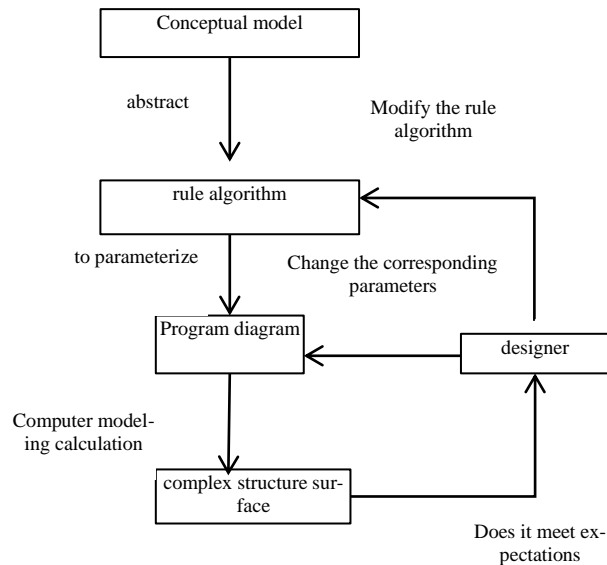 Conceptual model
abstract
Modify the rule
algorithm
rule algorithm
to parameterize
Change the corresponding
parameters
Program diagram
designer
Computer model-
ing calculation
complex structure sur-
face
Does it meet ex-
pectations